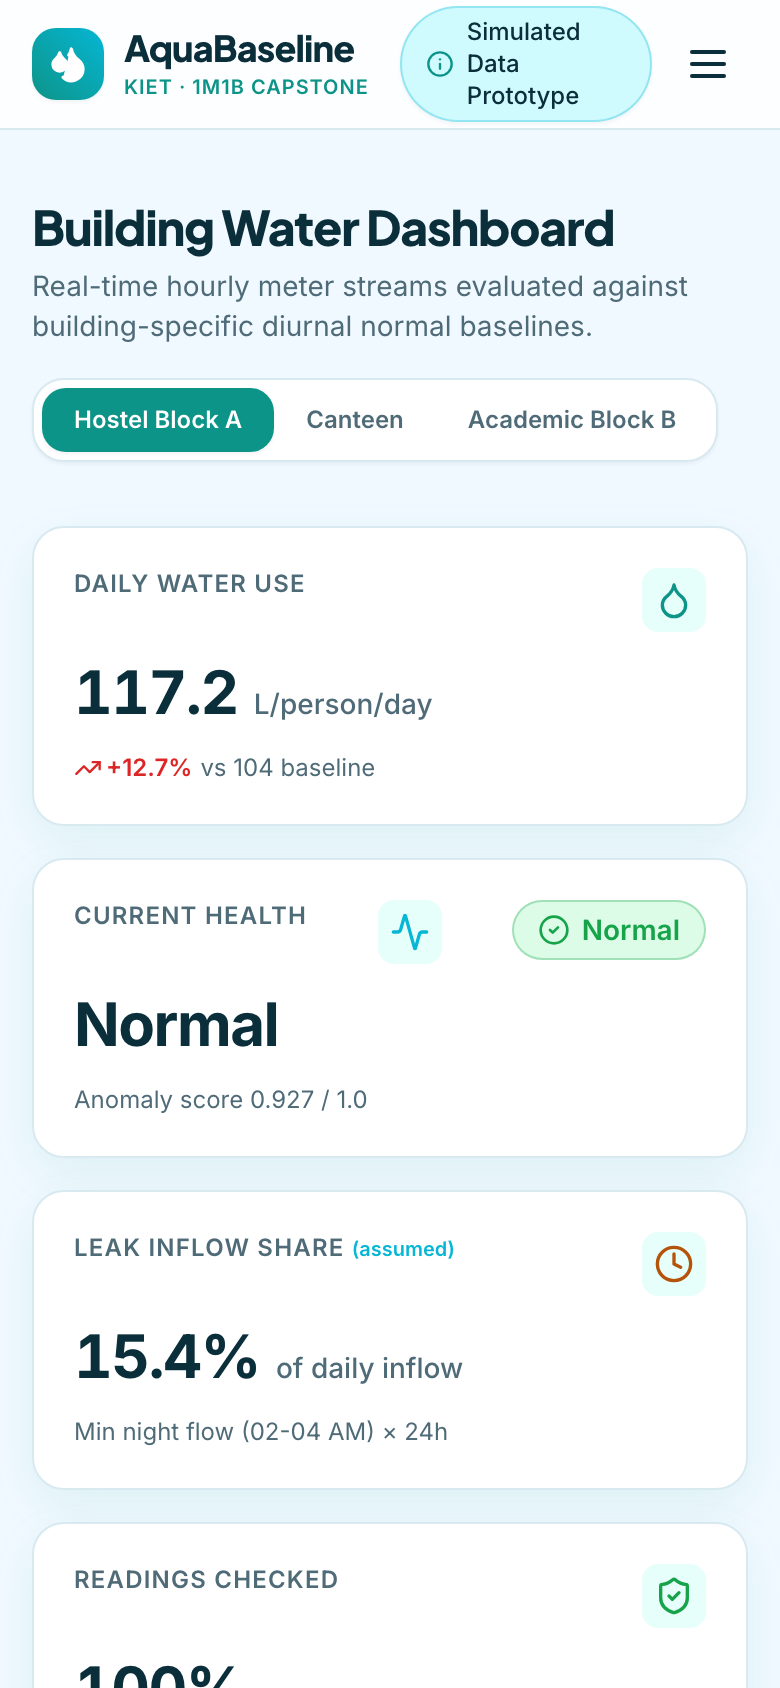 AquaBaseline
KIET · 1M1B CAPSTONE
Simulated
Data
Prototype
Building Water Dashboard
Real-time hourly meter streams evaluated against
building-specific diurnal normal baselines.
Hostel Block A
Canteen
Academic Block B
DAILY WATER USE
117.2 L/person/day
+12.7% vs 104 baseline
CURRENT HEALTH
Normal
Normal
Anomaly score 0.927 / 1.0
LEAK INFLOW SHARE (assumed)
15.4% of daily inflow
Min night flow (02-04 AM) × 24h
READINGS CHECKED
100%